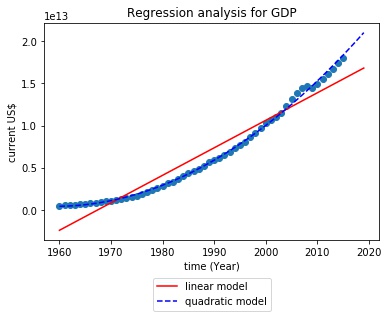 Regression analysis for GDP
1e13
2.0
1.5
1.0
0.5
0.0
current US$
1960 1970 1980 1990 2000 2010 2020
time (Year)
linear model
quadratic model